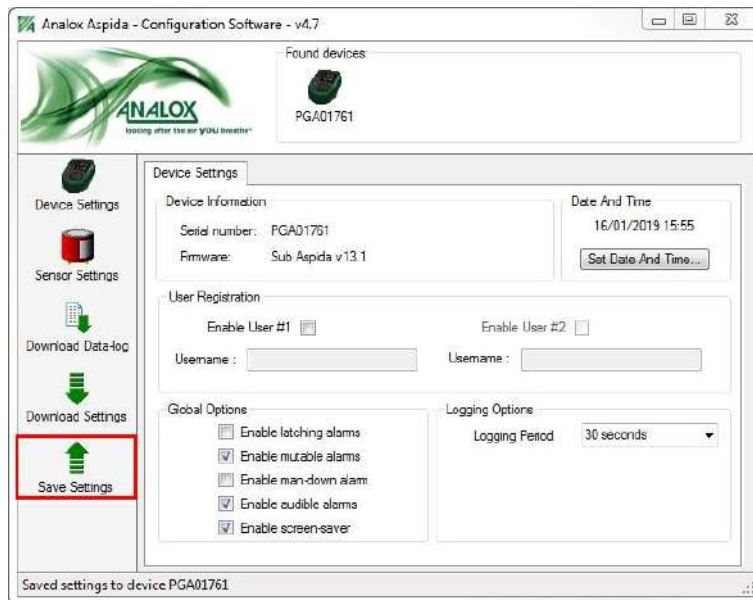 Analox Aspida - Configuration Software - v4.7
Found devices:
ANALOX
looking after the air YOU breathe
PGA01761
Device Settings
Sensor Settings
Download Data-log
Download Settings
Save Settings
Device Settings
Device Information
Serial number: PGA01761
Firmware: Sub Aspida v13.1
Date And Time
16/01/2019 15:55
Set Date And Time...
User Registration
Enable User #1
Enable User #2
Username :
Username :
Global Options
Enable latching alarms
Enable mutable alarms
Enable man-down alarm
Enable audible alarms
Enable screen-saver
Logging Options
Logging Period 30 seconds
Saved settings to device PGA01761